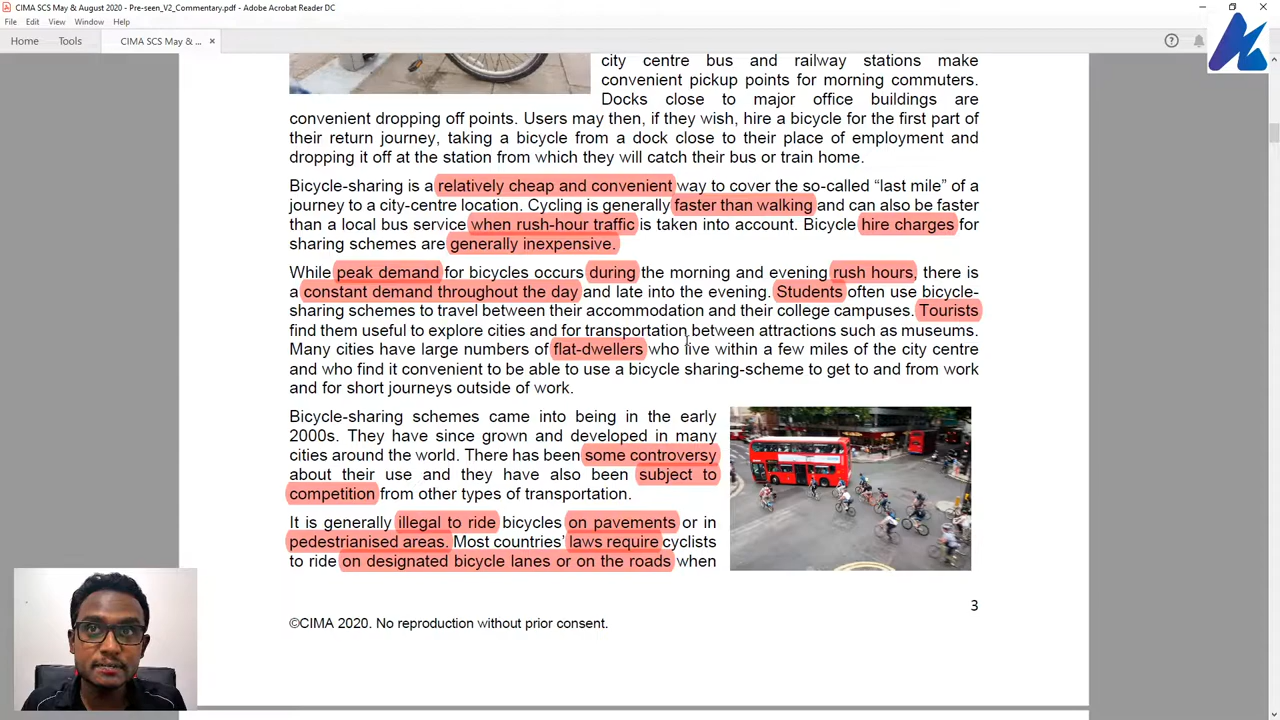 CIMA SCS May & August 2020 - Pre-seen_V2_Commentary.pdf - Adobe Acrobat Reader DC
File Edit View Window Help
Home Tools CIMA SCS May & ... ×
city centre bus and railway stations make
convenient pickup points for morning commuters.
Docks close to major office buildings are
convenient dropping off points. Users may then, if they wish, hire a bicycle for the first part of
their return journey, taking a bicycle from a dock close to their place of employment and
dropping it off at the station from which they will catch their bus or train home.
Bicycle-sharing is a relatively cheap and convenient way to cover the so-called “last mile” of a
journey to a city-centre location. Cycling is generally faster than walking and can also be faster
than a local bus service when rush-hour traffic is taken into account. Bicycle hire charges for
sharing schemes are generally inexpensive.
While peak demand for bicycles occurs during the morning and evening rush hours, there is
a constant demand throughout the day and late into the evening. Students often use bicycle-
sharing schemes to travel between their accommodation and their college campuses. Tourists
find them useful to explore cities and for transportation between attractions such as museums.
Many cities have large numbers of flat-dwellers who live within a few miles of the city centre
and who find it convenient to be able to use a bicycle sharing-scheme to get to and from work
and for short journeys outside of work.
Bicycle-sharing schemes came into being in the early
2000s. They have since grown and developed in many
cities around the world. There has been some controversy
about their use and they have also been subject to
competition from other types of transportation.
It is generally illegal to ride bicycles on pavements or in
pedestrianised areas. Most countries’ laws require cyclists
to ride on designated bicycle lanes or on the roads when
3
©CIMA 2020. No reproduction without prior consent.